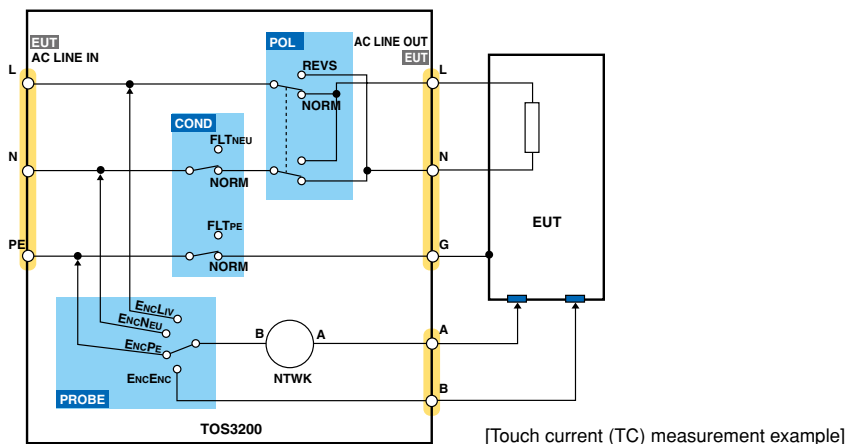 EUT
AC LINE IN
POL
AC LINE OUT
EUT
L
REVS
L
NORM
COND
FLTNEU
N
NORM
N
FLTPE
PE
NORM
G
EUT
ENCLIV
ENCNEU
ENCPE
B
A
A
ENCENC
NTWK
B
PROBE
TOS3200
[Touch current (TC) measurement example]